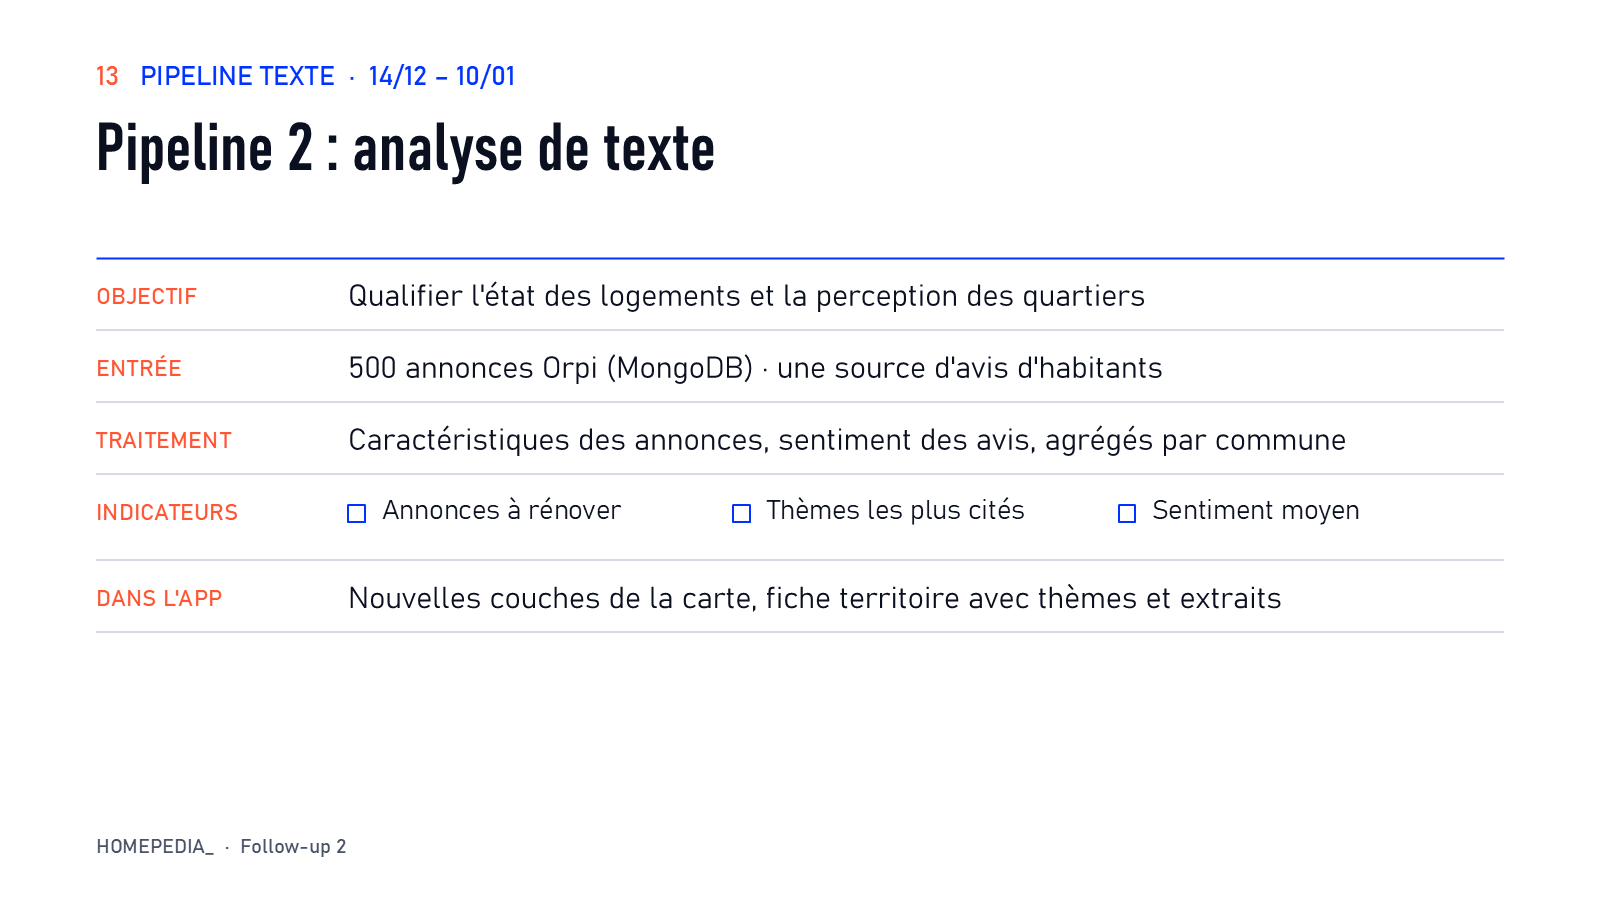 13 PIPELINE TEXTE · 14/12 – 10/01
Pipeline 2 : analyse de texte
OBJECTIF Qualifier l'état des logements et la perception des quartiers
ENTRÉE 500 annonces Orpi (MongoDB) · une source d'avis d'habitants
TRAITEMENT Caractéristiques des annonces, sentiment des avis, agrégés par commune
INDICATEURS Annonces à rénover Thèmes les plus cités Sentiment moyen
DANS L'APP Nouvelles couches de la carte, fiche territoire avec thèmes et extraits
HOMEPEDIA_ · Follow-up 2